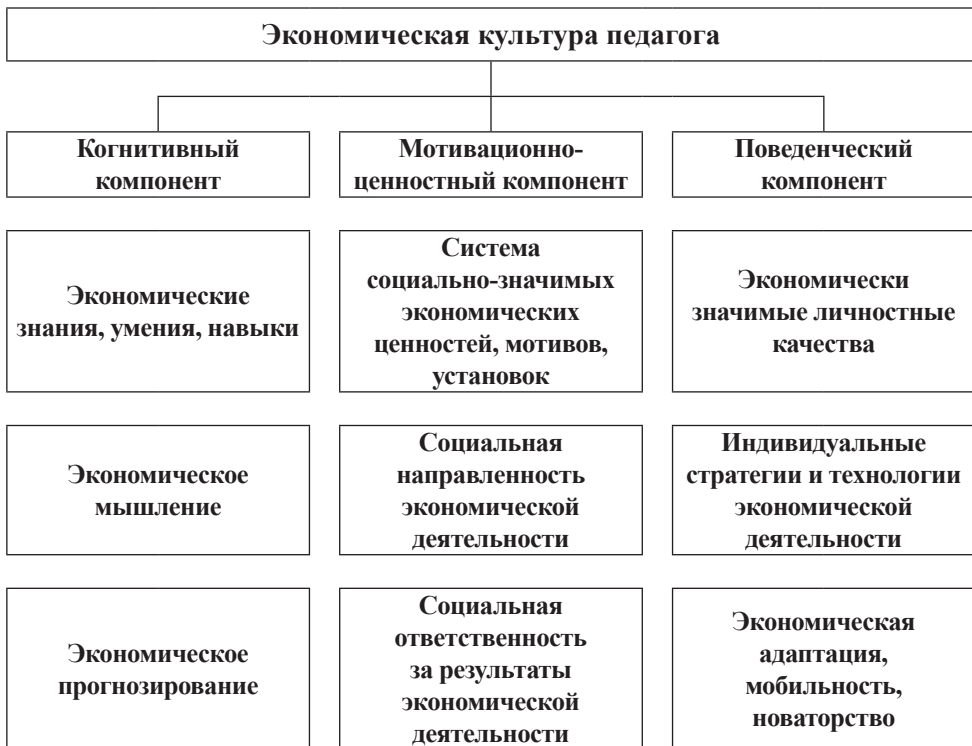 Экономическая культура педагога
Когнитивный
компонент
Мотивационно-
ценностный компонент
Поведенческий
компонент
Экономические
знания, умения, навыки
Система
социально-значимых
экономических
ценностей, мотивов,
установок
Экономически
значимые личностные
качества
Экономическое
мышление
Социальная
направленность
экономической
деятельности
Индивидуальные
стратегии и технологии
экономической
деятельности
Экономическое
прогнозирование
Социальная
ответственность
за результаты
экономической
деятельности
Экономическая
адаптация,
мобильность,
новаторство